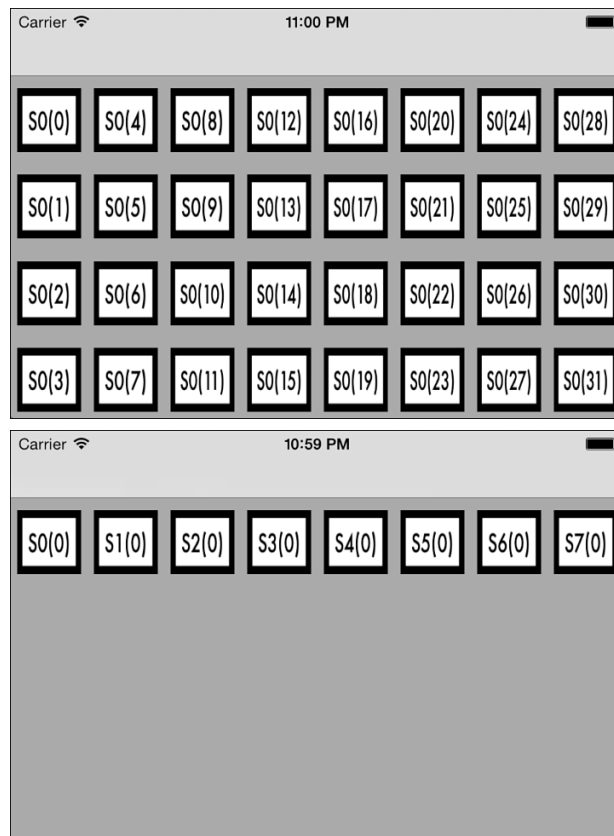 Carrier 11:00 PM
S0(0) S0(4) S0(8) S0(12) S0(16) S0(20) S0(24) S0(28)
S0(1) S0(5) S0(9) S0(13) S0(17) S0(21) S0(25) S0(29)
S0(2) S0(6) S0(10) S0(14) S0(18) S0(22) S0(26) S0(30)
S0(3) S0(7) S0(11) S0(15) S0(19) S0(23) S0(27) S0(31)
Carrier 10:59 PM
S0(0) S1(0) S2(0) S3(0) S4(0) S5(0) S6(0) S7(0)